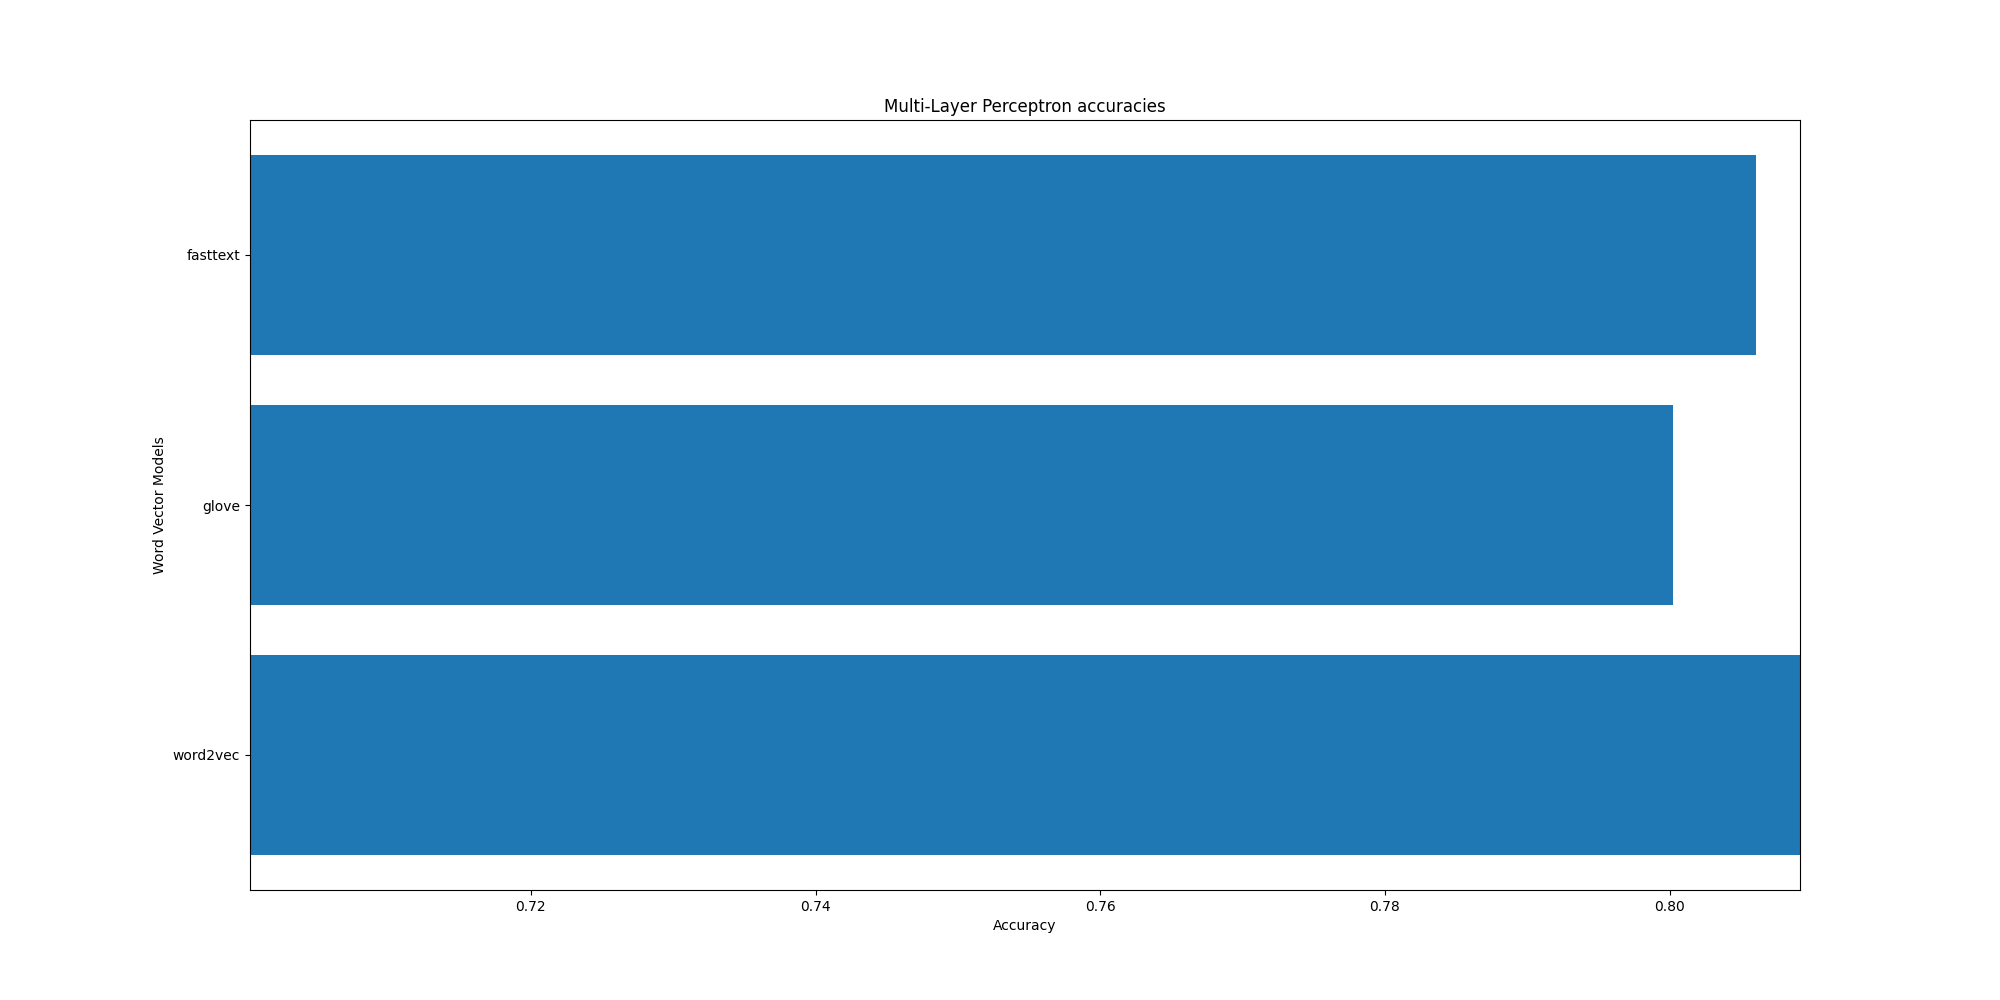 Multi-Layer Perceptron accuracies
Word Vector Models
fasttext
glove
word2vec
0.72 0.74 0.76 0.78 0.80
Accuracy